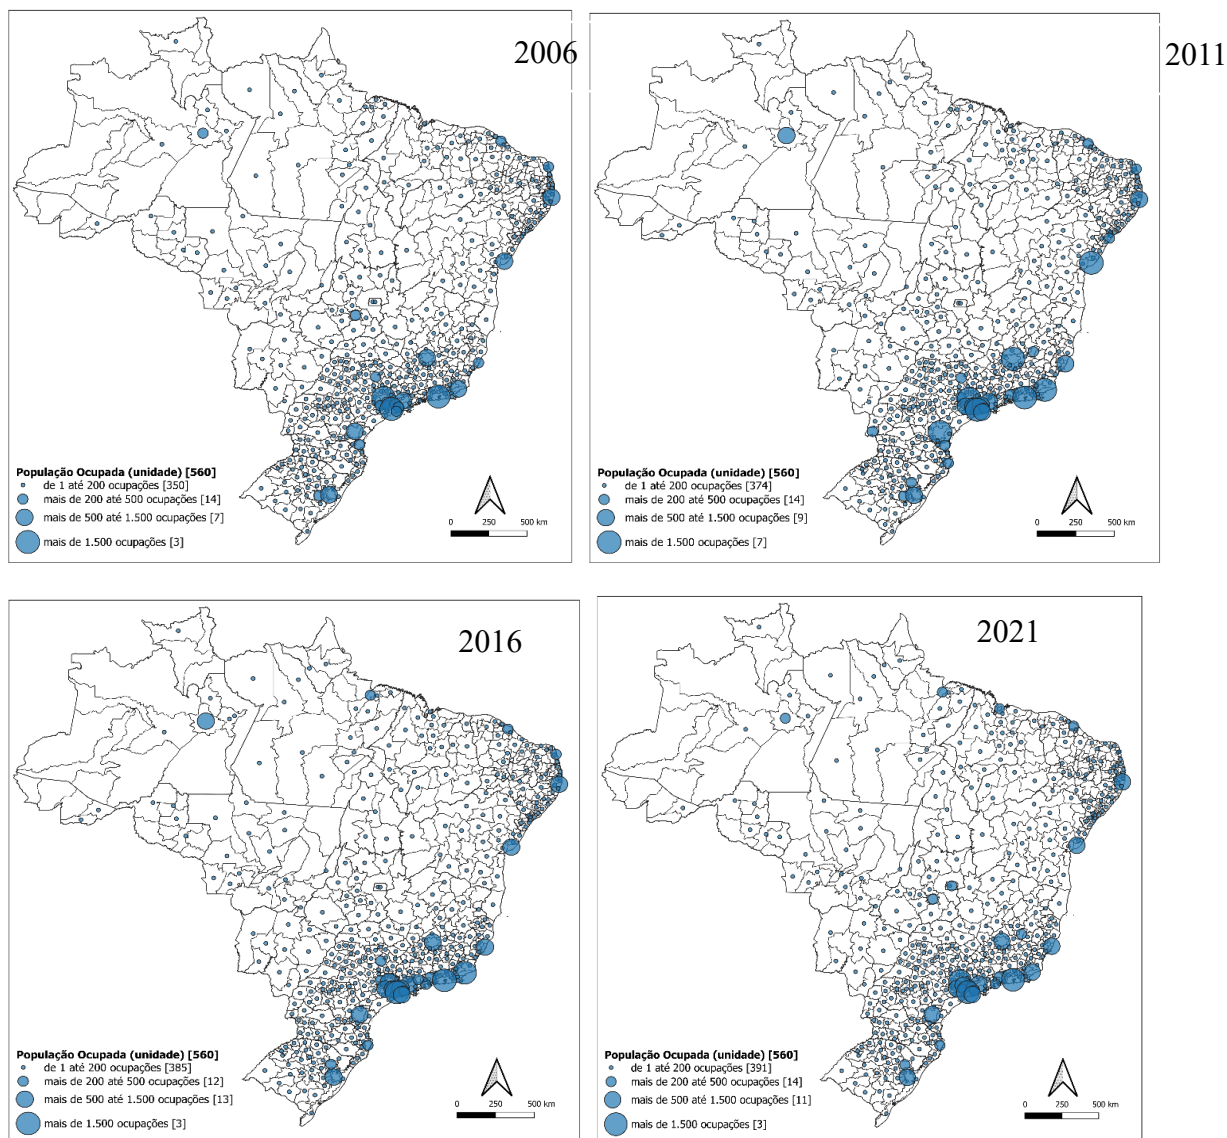 2006
População Ocupada (unidade) [560]
de 1 até 200 ocupações [350]
mais de 200 até 500 ocupações [14]
mais de 500 até 1.500 ocupações [7]
mais de 1.500 ocupações [3]
0 250 500 km
2011
População Ocupada (unidade) [560]
de 1 até 200 ocupações [374]
mais de 200 até 500 ocupações [14]
mais de 500 até 1.500 ocupações [9]
mais de 1.500 ocupações [7]
0 250 500 km
2016
População Ocupada (unidade) [560]
de 1 até 200 ocupações [385]
mais de 200 até 500 ocupações [12]
mais de 500 até 1.500 ocupações [13]
mais de 1.500 ocupações [3]
0 250 500 km
2021
População Ocupada (unidade) [560]
de 1 até 200 ocupações [391]
mais de 200 até 500 ocupações [14]
mais de 500 até 1.500 ocupações [11]
mais de 1.500 ocupações [3]
0 250 500 km